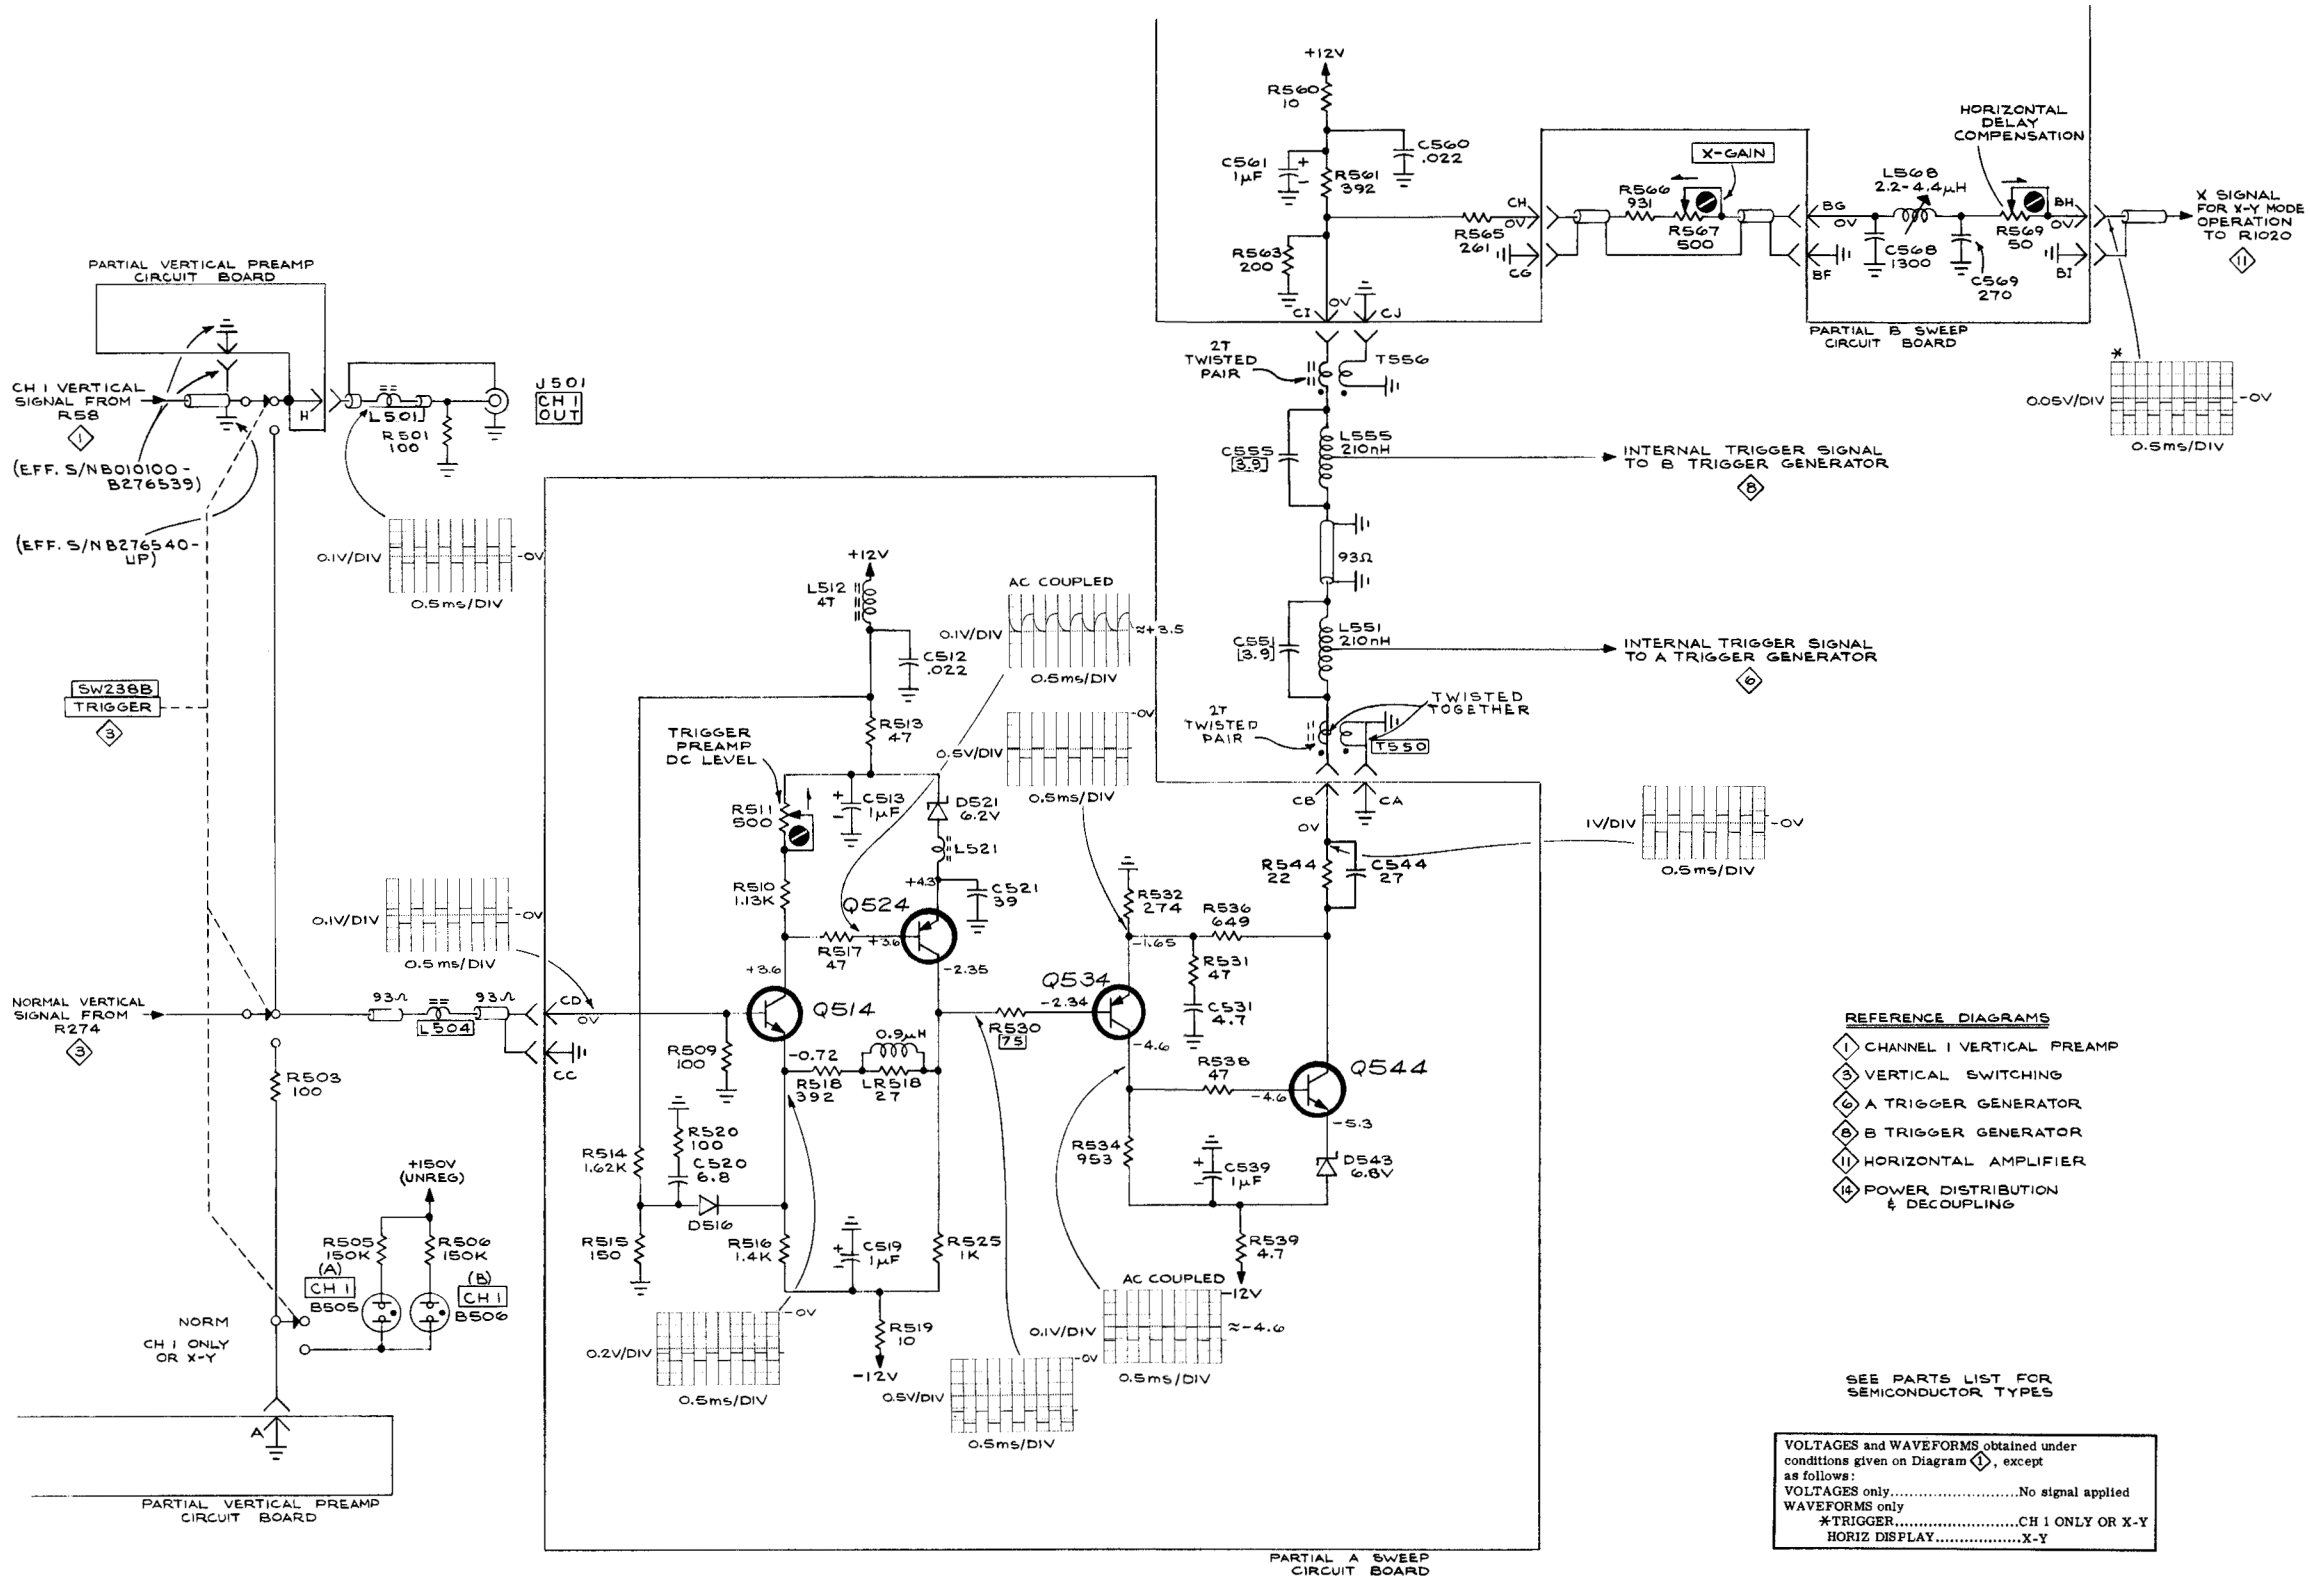 +12V
R560
10
C561
1µF
+
-
R561
392
C560
.022
R563
200
R565
261
CH
0V
CG
X-GAIN
R566
931
R567
500
BG
0V
BF
L568
2.2-4.4µH
C568
1300
C569
270
HORIZONTAL
DELAY
COMPENSATION
R569
50
BH
0V
BI
X SIGNAL
FOR X-Y MODE
OPERATION
TO R1020
11
CI
0V
CJ
PARTIAL B SWEEP
CIRCUIT BOARD
*
0.05V/DIV
-0V
0.5ms/DIV
PARTIAL VERTICAL PREAMP
CIRCUIT BOARD
CH 1 VERTICAL
SIGNAL FROM
R58
1
H
L501
R501
100
J501
CH 1
OUT
(EFF. S/NB010100-
B276539)
(EFF. S/N B276540-
UP)
0.1V/DIV
-0V
0.5ms/DIV
2T
TWISTED
PAIR
T556
C555
3.9
L555
210nH
INTERNAL TRIGGER SIGNAL
TO B TRIGGER GENERATOR
8
93Ω
C551
3.9
L551
210nH
INTERNAL TRIGGER SIGNAL
TO A TRIGGER GENERATOR
6
2T
TWISTED
PAIR
TWISTED
TOGETHER
T550
CB
0V
CA
1V/DIV
-0V
0.5ms/DIV
SW238B
TRIGGER
3
+12V
L512
4T
C512
.022
R513
47
AC COUPLED
0.1V/DIV
≈+3.5
0.5ms/DIV
-0V
0.5V/DIV
0.5ms/DIV
TRIGGER
PREAMP
DC LEVEL
R511
500
+
-
C513
1µF
D521
6.2V
L521
+4.3
C521
39
R510
1.13K
Q524
R517
47
+3.6
-2.35
+3.6
Q514
0.1V/DIV
-0V
0.5ms/DIV
NORMAL VERTICAL
SIGNAL FROM
R274
3
93Ω
L504
93Ω
CD
0V
CC
R509
100
-0.72
R518
392
0.9µH
LR518
27
R530
75
-2.34
Q534
-4.6
R532
274
-1.65
R536
649
R531
47
C531
4.7
R544
22
C544
27
R538
47
-4.6
Q544
-5.3
R534
953
+
-
C539
1µF
D543
6.8V
R539
4.7
-12V
R503
100
R514
1.62K
R520
100
C520
6.8
D516
R515
150
R516
1.4K
+
-
C519
1µF
R525
1K
R519
10
-12V
+150V
(UNREG)
R505
150K
R506
150K
(A)
CH 1
B505
(B)
CH 1
B506
NORM
CH 1 ONLY
OR X-Y
A
PARTIAL VERTICAL PREAMP
CIRCUIT BOARD
0.2V/DIV
-0V
0.5ms/DIV
0.5V/DIV
-0V
0.5ms/DIV
AC COUPLED
0.1V/DIV
≈-4.6
0.5ms/DIV
PARTIAL A SWEEP
CIRCUIT BOARD
REFERENCE DIAGRAMS
1 CHANNEL 1 VERTICAL PREAMP
3 VERTICAL SWITCHING
6 A TRIGGER GENERATOR
8 B TRIGGER GENERATOR
11 HORIZONTAL AMPLIFIER
14 POWER DISTRIBUTION
& DECOUPLING
SEE PARTS LIST FOR
SEMICONDUCTOR TYPES
VOLTAGES and WAVEFORMS obtained under
conditions given on Diagram 1, except
as follows:
VOLTAGES only.........................No signal applied
WAVEFORMS only
*TRIGGER........................CH 1 ONLY OR X-Y
HORIZ DISPLAY.................X-Y